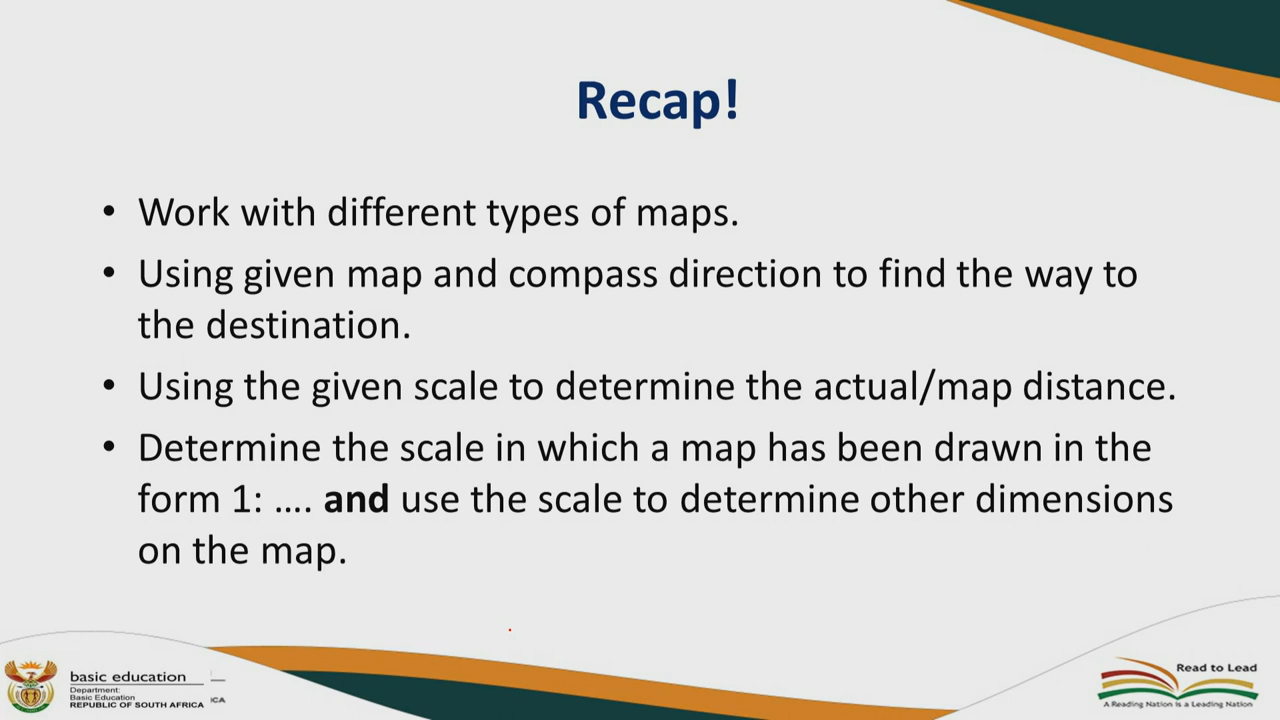 Recap!
• Work with different types of maps.
• Using given map and compass direction to find the way to
the destination.
• Using the given scale to determine the actual/map distance.
• Determine the scale in which a map has been drawn in the
form 1: .... and use the scale to determine other dimensions
on the map.
basic education
Department:
Basic Education
REPUBLIC OF SOUTH AFRICA
ICA
Read to Lead
A Reading Nation is a Leading Nation